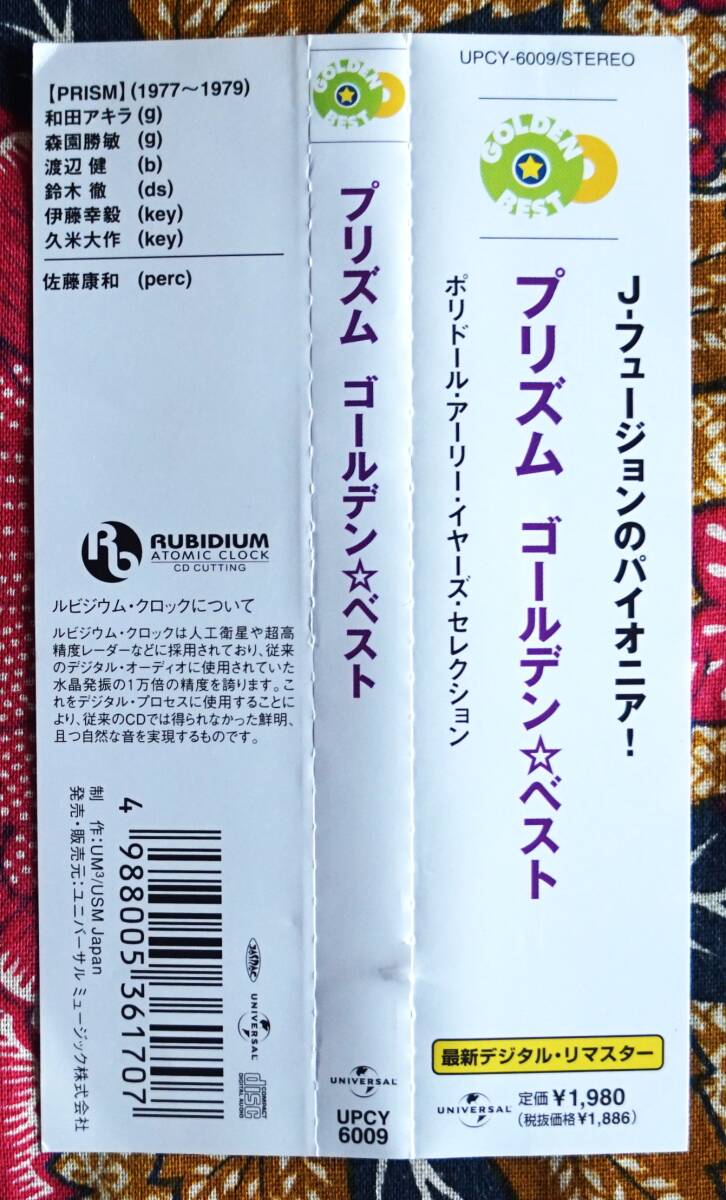 【PRISM】(1977〜1979)
和田アキラ(g)
森園勝敏(g)
渡辺 健(b)
鈴木 徹(ds)
伊藤幸毅(key)
久米大作(key)
佐藤康和(perc)
Rb
RUBIDIUM
ATOMIC CLOCK
CD CUTTING
ルビジウム・クロックについて
ルビジウム・クロックは人工衛星や超高
精度レーダーなどに採用されており、従来
のデジタル・オーディオに使用されていた
水晶発振の1万倍の精度を誇ります。こ
れをデジタル・プロセスに使用することに
より、従来のCDでは得られなかった鮮明、
且つ自然な音を実現するものです。
制 作:UM³/USM Japan
発売・販売元:ユニバーサル ミュージック株式会社
4 988005 361707
JASRAC
UNIVERSAL
COMPACT
disc
DIGITAL AUDIO
GOLDEN
BEST
プリズム ゴールデン☆ベスト
UNIVERSAL
UPCY
6009
UPCY-6009/STEREO
GOLDEN
BEST
J-フュージョンのパイオニア!
プリズム ゴールデン☆ベスト
ポリドール・アーリー・イヤーズ・セレクション
最新デジタル・リマスター
UNIVERSAL
定価¥1,980
(税抜価格¥1,886)